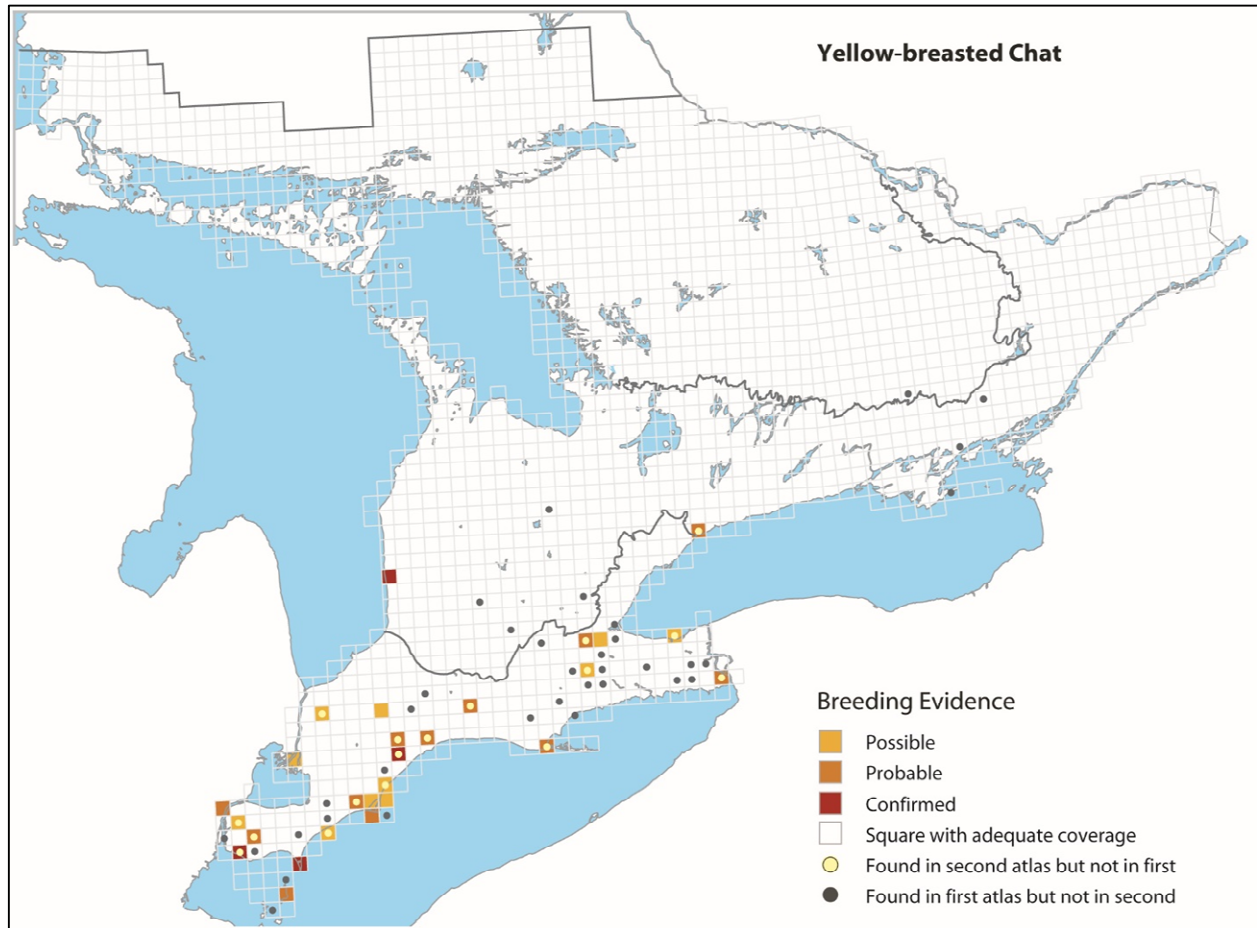 Yellow-breasted Chat
Breeding Evidence
Possible
Probable
Confirmed
Square with adequate coverage
Found in second atlas but not in first
Found in first atlas but not in second